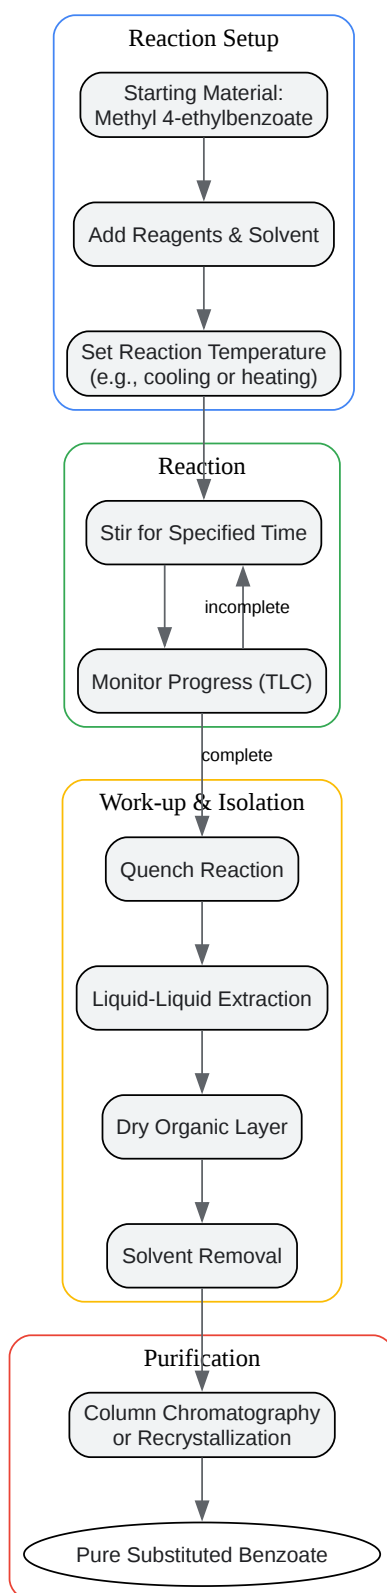 Reaction Setup
Starting Material:
Methyl 4-ethylbenzoate
Add Reagents & Solvent
Set Reaction Temperature
(e.g., cooling or heating)
Reaction
Stir for Specified Time
incomplete
Monitor Progress (TLC)
complete
Work-up & Isolation
Quench Reaction
Liquid-Liquid Extraction
Dry Organic Layer
Solvent Removal
Purification
Column Chromatography
or Recrystallization
Pure Substituted Benzoate